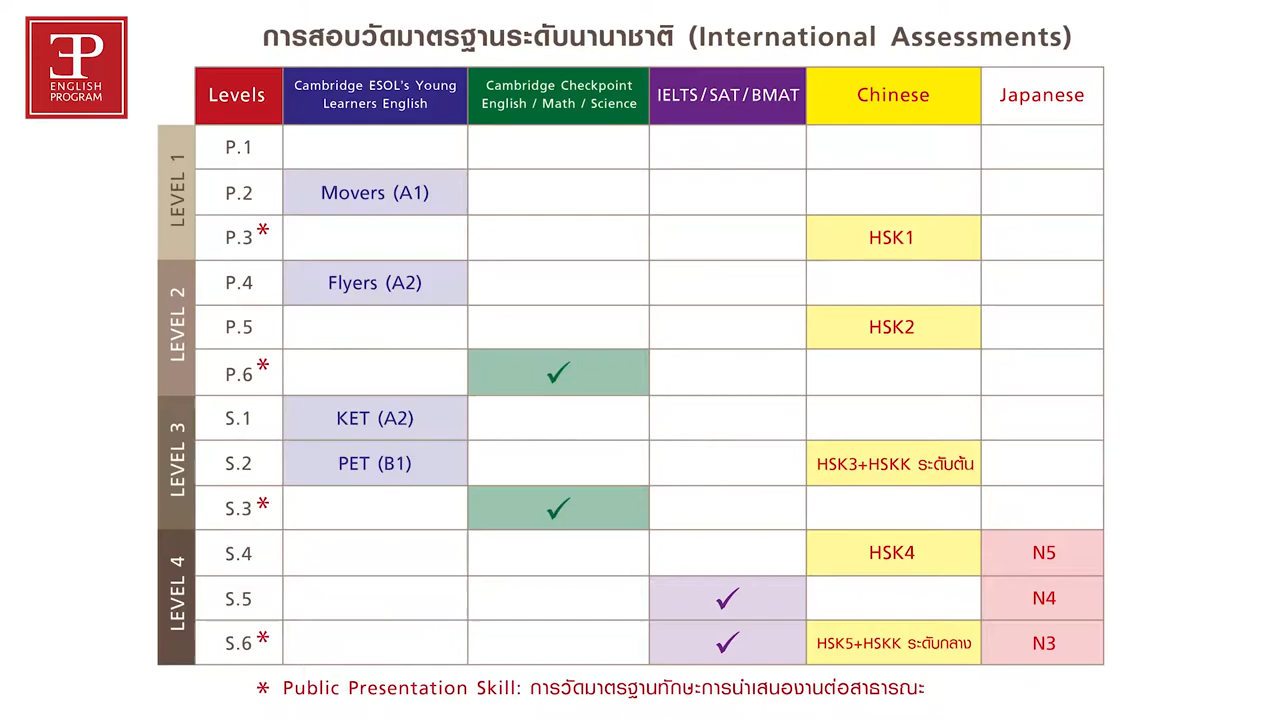 EP
ENGLISH
PROGRAM
การสอบวัดมาตรฐานระดับนานาชาติ (International Assessments)
Levels
Cambridge ESOL's Young
Learners English
Cambridge Checkpoint
English / Math / Science
IELTS / SAT / BMAT
Chinese
Japanese
LEVEL 1
P.1
P.2 Movers (A1)
P.3 * HSK1
LEVEL 2
P.4 Flyers (A2)
P.5 HSK2
P.6 * ✓
LEVEL 3
S.1 KET (A2)
S.2 PET (B1) HSK3+HSKK ระดับต้น
S.3 * ✓
LEVEL 4
S.4 HSK4 N5
S.5 ✓ N4
S.6 * ✓ HSK5+HSKK ระดับกลาง N3
* Public Presentation Skill: การวัดมาตรฐานทักษะการนำเสนองานต่อสาธารณะ